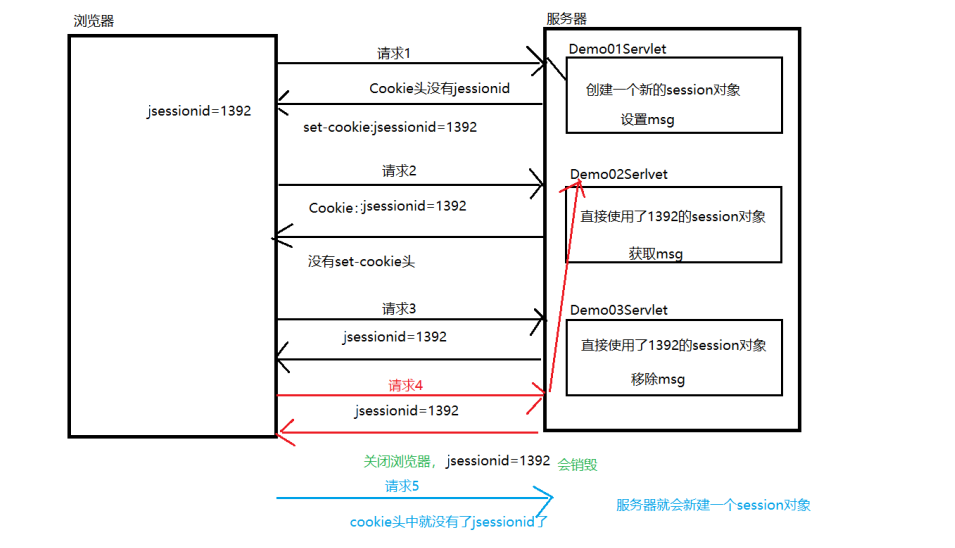 浏览器
服务器
请求1
Demo01Servlet
Cookie头没有jessionid
创建一个新的session对象
jsessionid=1392
设置msg
set-cookie:jsessionid=1392
请求2
Demo02Serlvet
Cookie::jsessionid=1392
直接使用了1392的session对象
获取msg
没有set-cookie头
请求3
Demo03Servlet
jsessionid=1392
直接使用了1392的session对象
移除msg
请求4
jsessionid=1392
关闭浏览器，jsessionid=1392 会销毁
请求5
服务器就会新建一个session对象
cookie头中就没有了jsessionid了